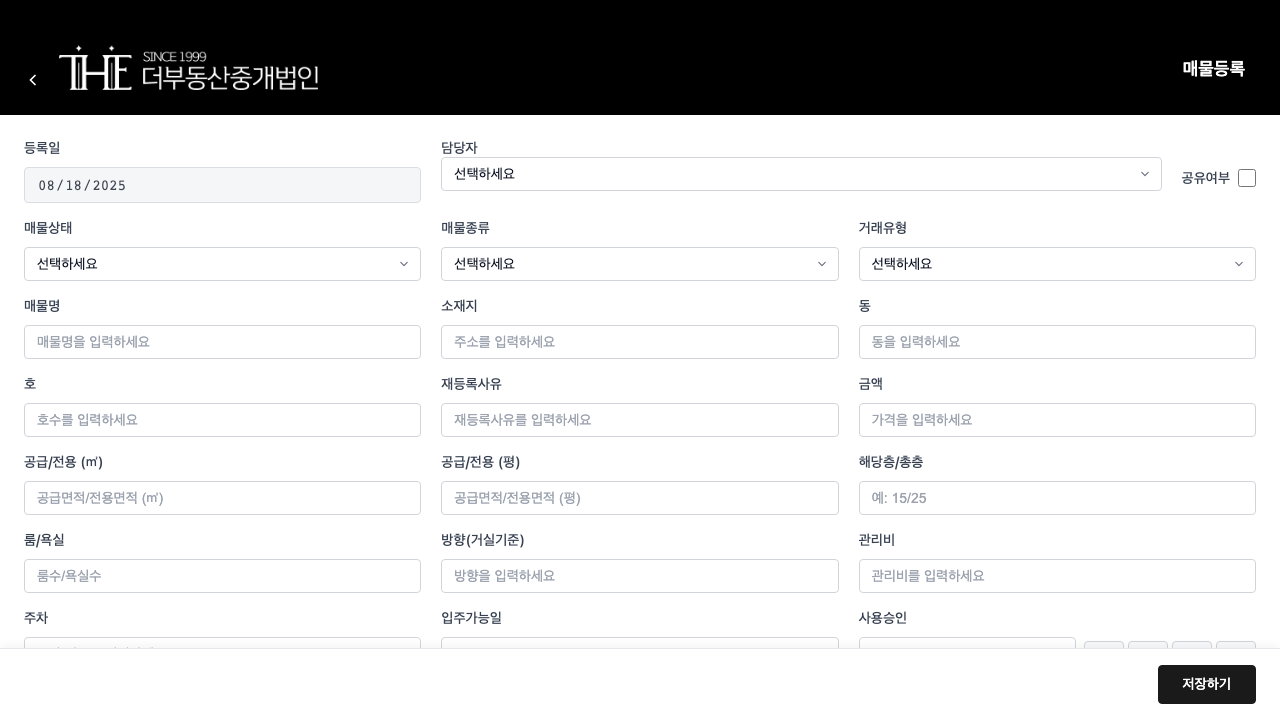 THE SINCE 1999
더부동산중개법인
매물등록
등록일
담당자
08/18/2025
선택하세요
공유여부
매물상태
매물종류
거래유형
선택하세요
선택하세요
선택하세요
매물명
소재지
동
매물명을 입력하세요
주소를 입력하세요
동을 입력하세요
호
재등록사유
금액
호수를 입력하세요
재등록사유를 입력하세요
가격을 입력하세요
공급/전용 (㎡)
공급/전용 (평)
해당층/총층
공급면적/전용면적 (㎡)
공급면적/전용면적 (평)
예: 15/25
룸/욕실
방향(거실기준)
관리비
룸수/욕실수
방향을 입력하세요
관리비를 입력하세요
주차
입주가능일
사용승인
저장하기